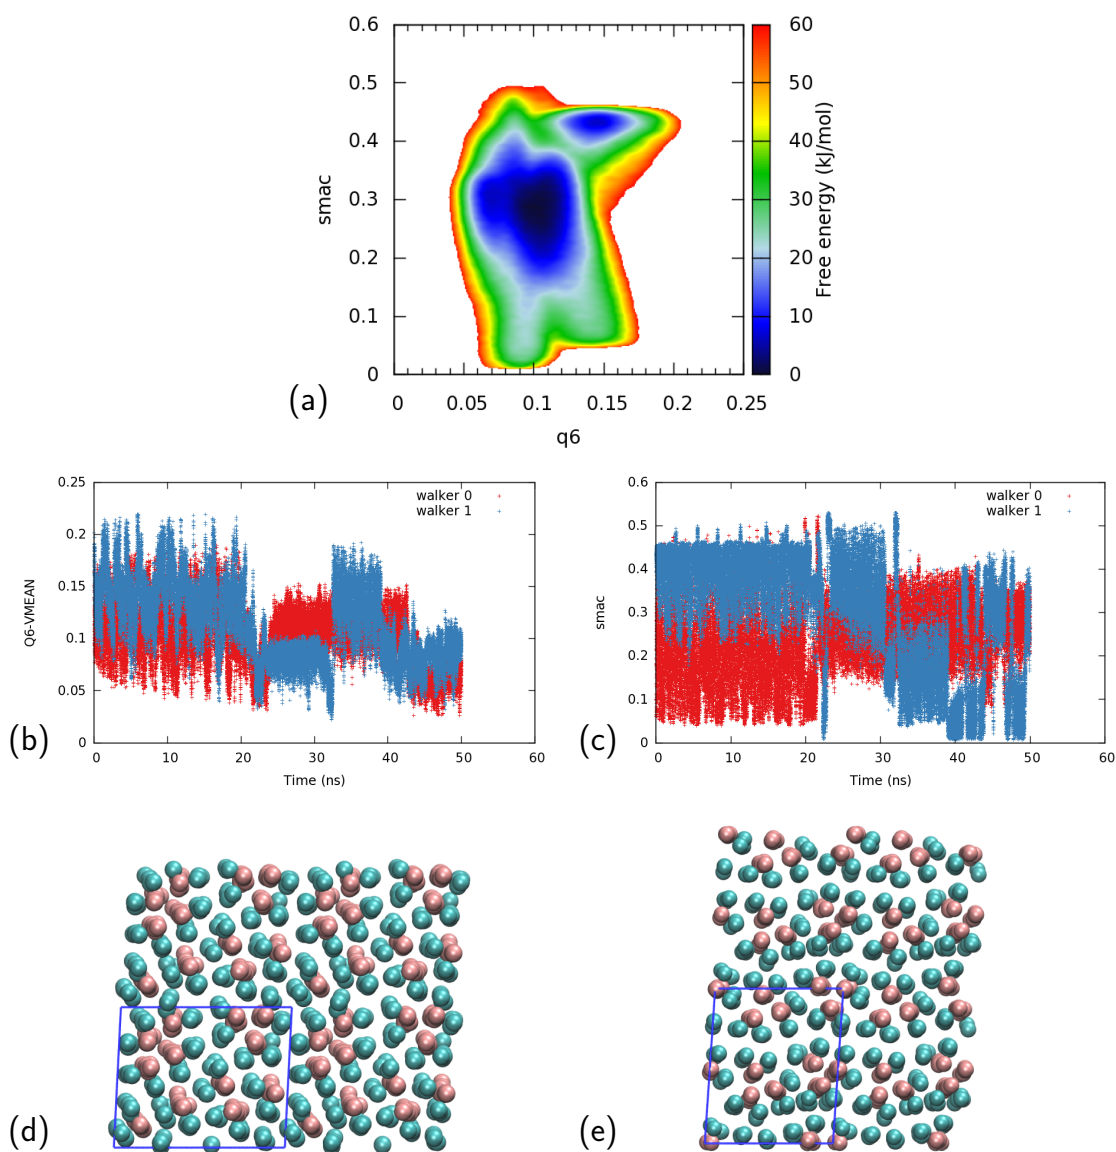 0.6
0.5
0.4
0.3
0.2
0.1
0
smac
0 0.05 0.1 0.15 0.2 0.25
q6
60
50
40
30
20
10
0
Free energy (kJ/mol)
(a)
0.25
0.2
0.15
0.1
0.05
0
Q6-VMEAN
walker 0
walker 1
0 10 20 30 40 50 60
Time (ns)
(b)
0.6
0.5
0.4
0.3
0.2
0.1
0
smac
walker 0
walker 1
0 10 20 30 40 50 60
Time (ns)
(c)
(d)
(e)